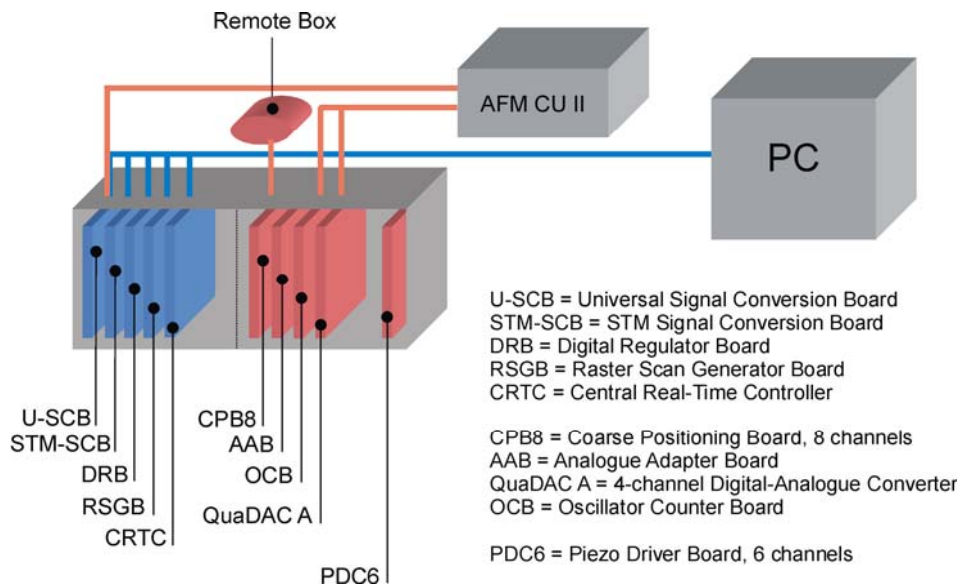 Remote Box
AFM CU II
PC
U-SCB
STM-SCB
DRB
RSGB
CRTC
CPB8
AAB
OCB
QuaDAC A
PDC6
U-SCB = Universal Signal Conversion Board
STM-SCB = STM Signal Conversion Board
DRB = Digital Regulator Board
RSGB = Raster Scan Generator Board
CRTC = Central Real-Time Controller
CPB8 = Coarse Positioning Board, 8 channels
AAB = Analogue Adapter Board
QuaDAC A = 4-channel Digital-Analogue Converter
OCB = Oscillator Counter Board
PDC6 = Piezo Driver Board, 6 channels